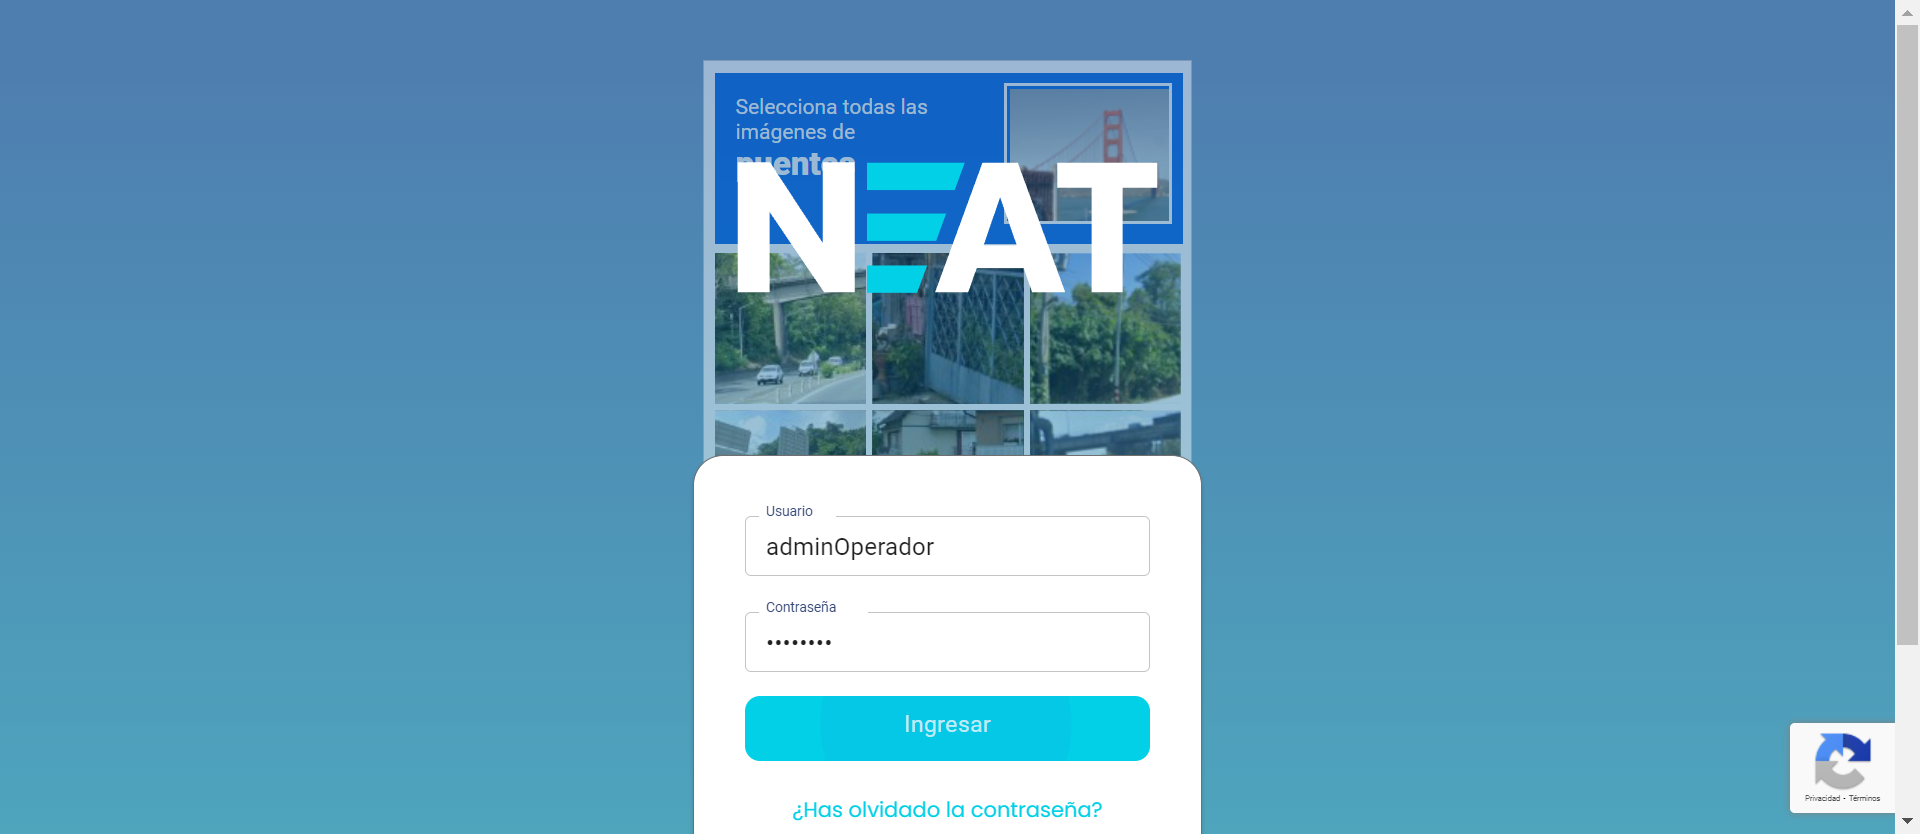 Selecciona todas las
imágenes de
puentes
NEAT
Usuario
adminOperador
Contraseña
••••••••
Ingresar
¿Has olvidado la contraseña?
Privacidad - Términos